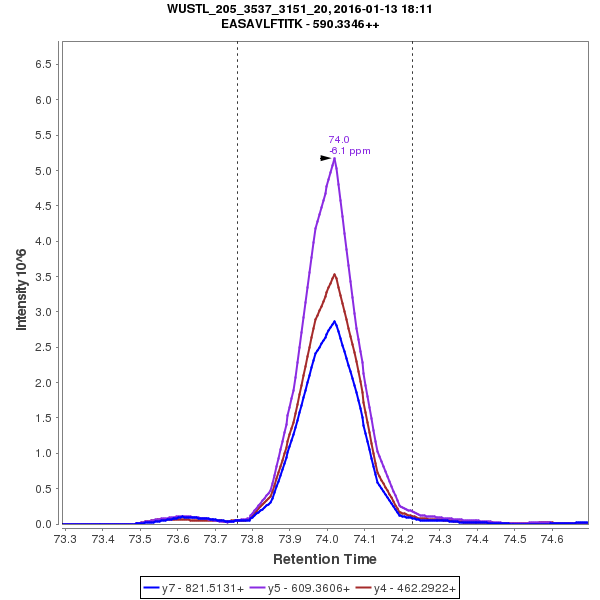 WUSTL_205_3537_3151_20, 2016-01-13 18:11
EASAVLFTITK - 590.3346++
74.0
-6.1 ppm
6.5
6.0
5.5
5.0
4.5
4.0
3.5
3.0
2.5
2.0
1.5
1.0
0.5
0.0
Intensity 10^6
73.3 73.4 73.5 73.6 73.7 73.8 73.9 74.0 74.1 74.2 74.3 74.4 74.5 74.6
Retention Time
y7 - 821.5131+ y5 - 609.3606+ y4 - 462.2922+